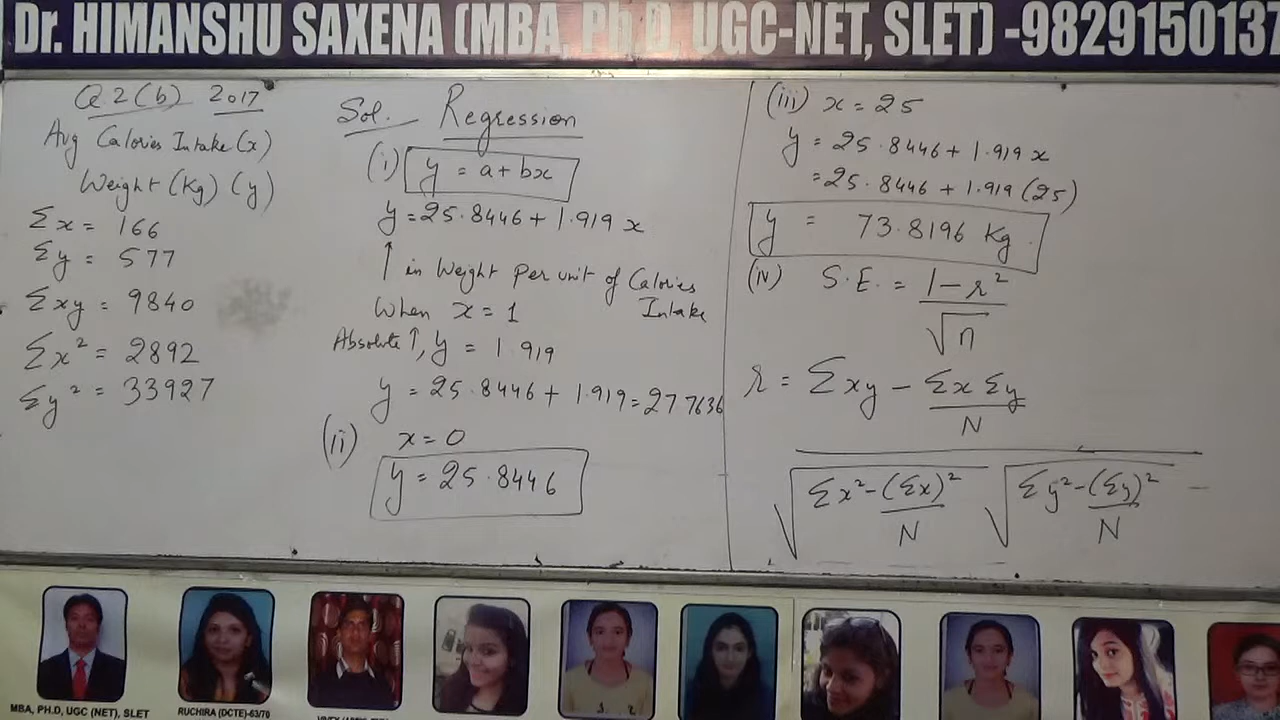 Dr. HIMANSHU SAXENA (MBA, Ph.D, UGC-NET, SLET) -9829150137
Q.2(b) 2017
Avg Calories Intake (x)
Weight (Kg) (y)
Σx = 166
Σy = 577
Σxy = 9840
Σx² = 2892
Σy² = 33927
Sol. Regression
(i) y = a + bx
y = 25.8446 + 1.919 x
↑ in Weight per unit of Calories
Intake
When x = 1
Absolute ↑, y = 1.919
y = 25.8446 + 1.919 = 27 7636
(ii) x = 0
y = 25.8446
(iii) x = 25
y = 25.8446 + 1.919 x
= 25.8446 + 1.919 (25)
y = 73.8196 Kg.
(iv) S.E. = 1 - r²
√n
r = Σxy - Σx Σy
N
√Σx² - (Σx)² √Σy² - (Σy)²
N N
MBA, PH.D, UGC (NET), SLET
RUCHIRA (DCTE)-63/70